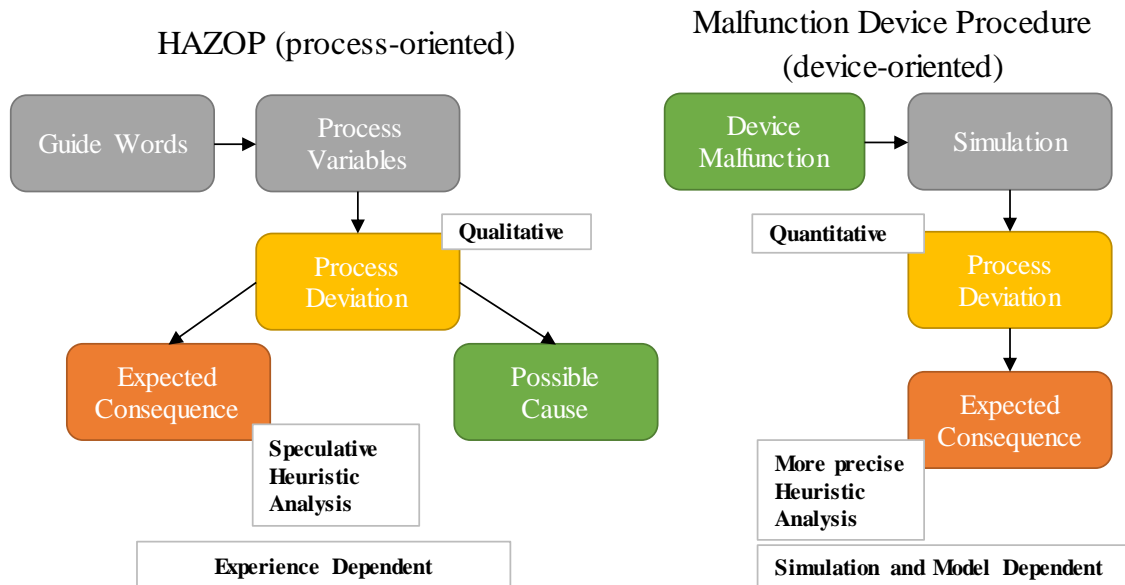 HAZOP (process-oriented)
Guide Words
Process
Variables
Qualitative
Process
Deviation
Expected
Consequence
Possible
Cause
Speculative
Heuristic
Analysis
Experience Dependent
Malfunction Device Procedure
(device-oriented)
Device
Malfunction
Simulation
Quantitative
Process
Deviation
Expected
Consequence
More precise
Heuristic
Analysis
Simulation and Model Dependent